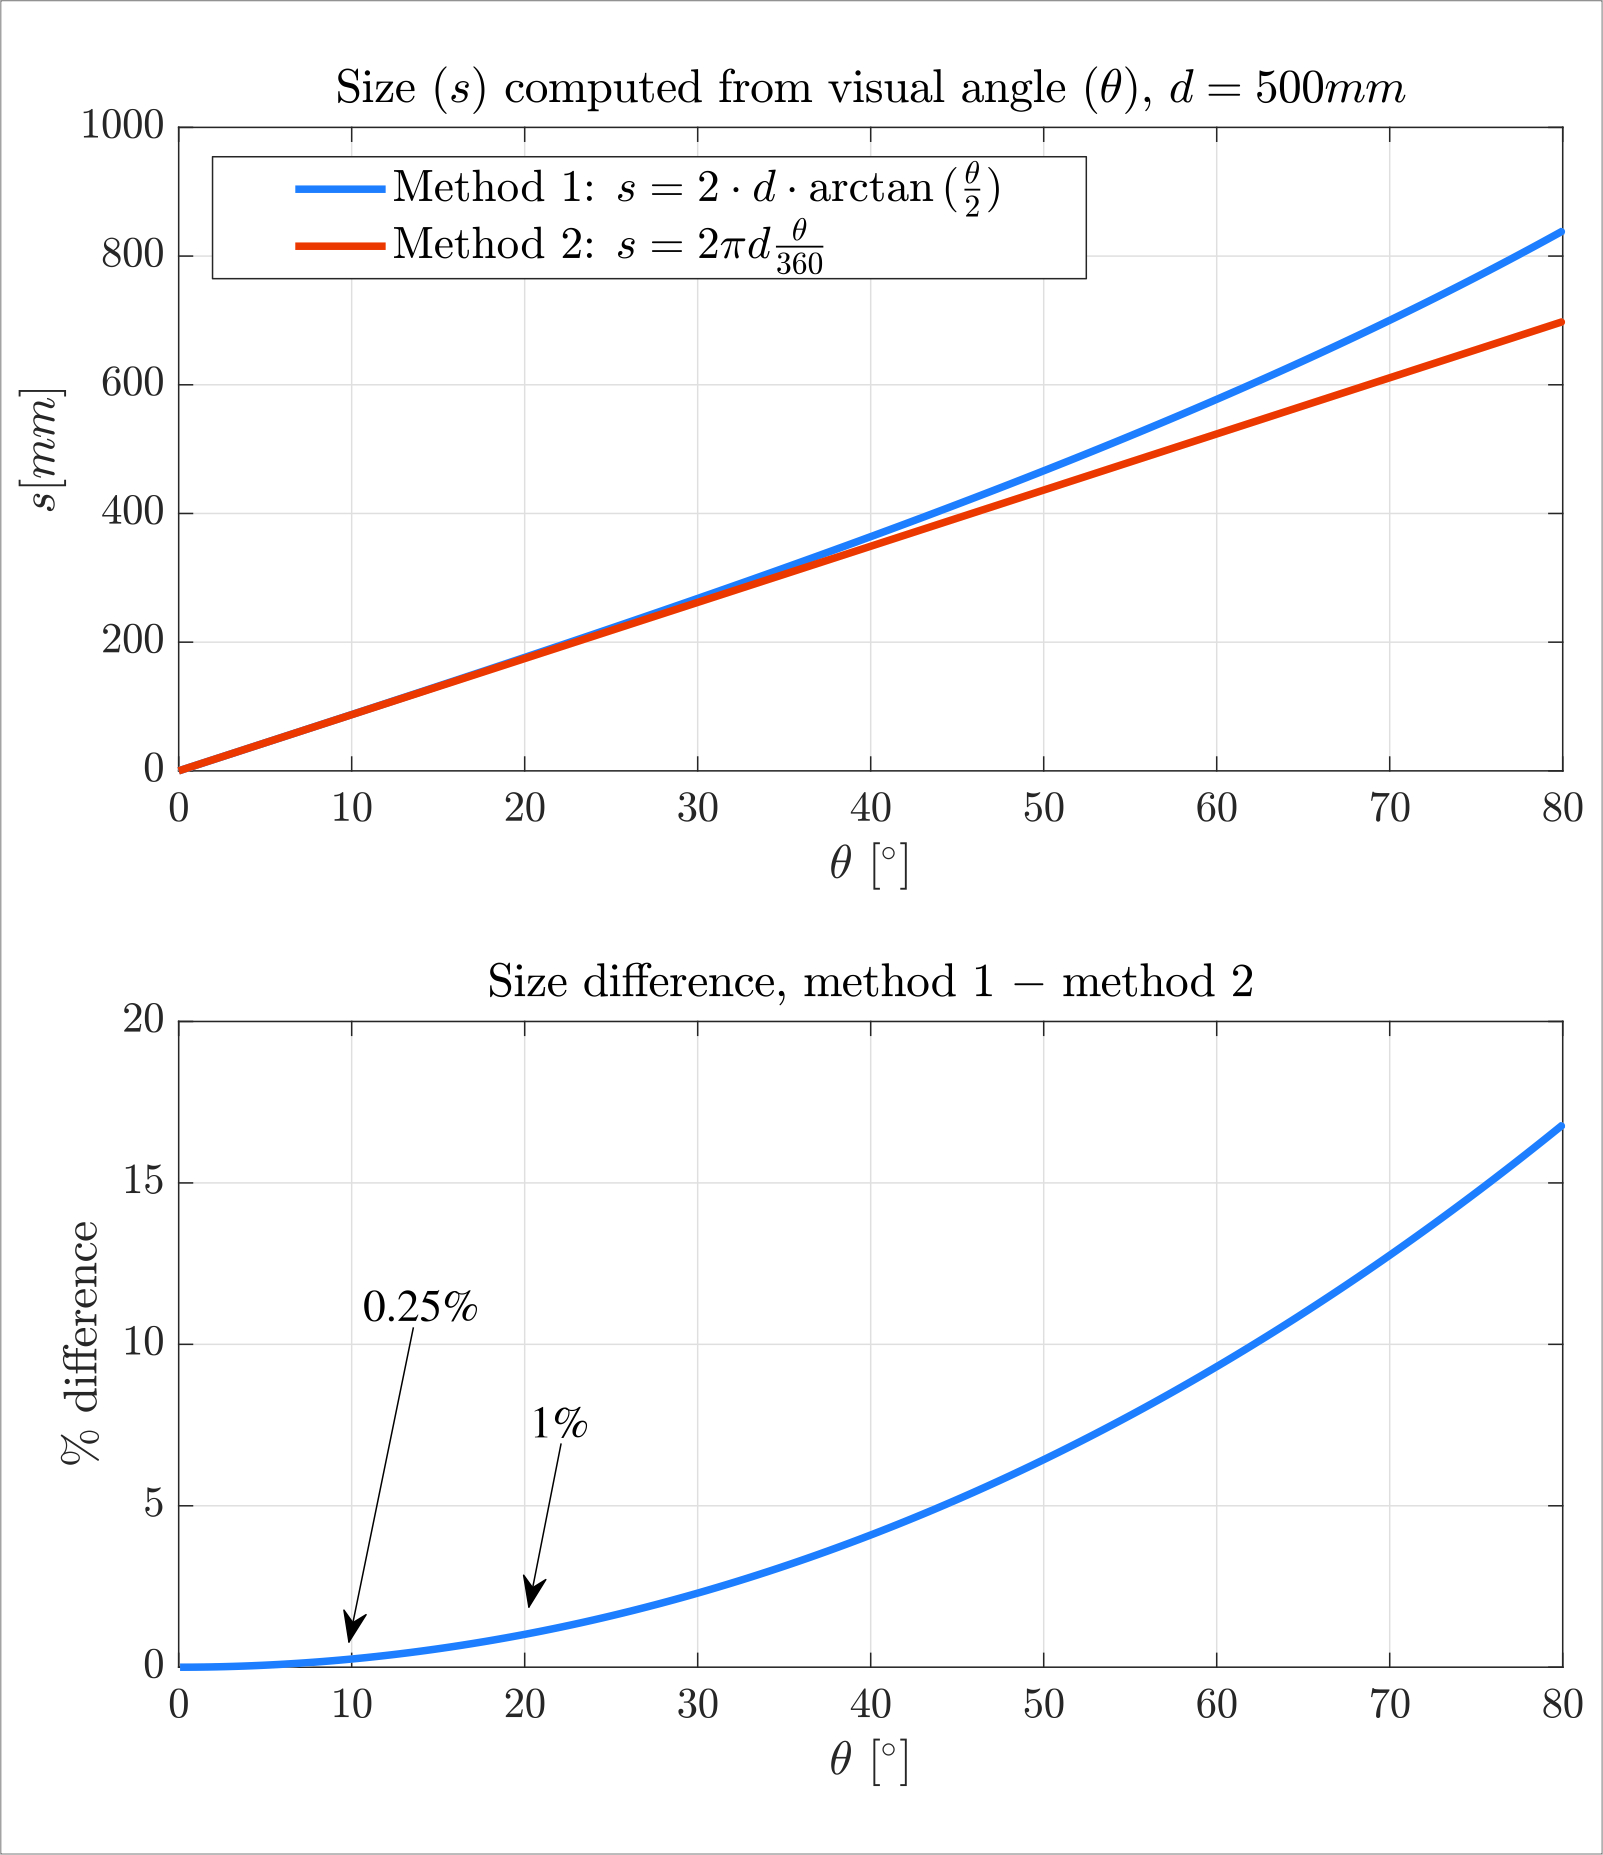 Size (s) computed from visual angle (θ), d = 500mm
1000
800
600
400
200
0
s[mm]
Method 1: s = 2 · d · arctan (θ/2)
Method 2: s = 2πd θ/360
0 10 20 30 40 50 60 70 80
θ [°]
Size difference, method 1 − method 2
20
15
10
5
0
% difference
0.25%
1%
0 10 20 30 40 50 60 70 80
θ [°]